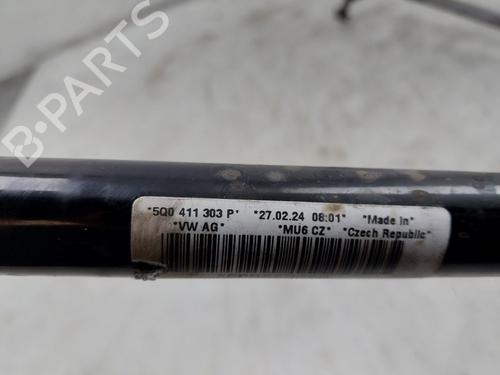 B-PARTS
*5Q0 411 303 P* *27.02.24 08:01* *Made in*
*VW AG* *MU6 CZ* *Czech Republic*